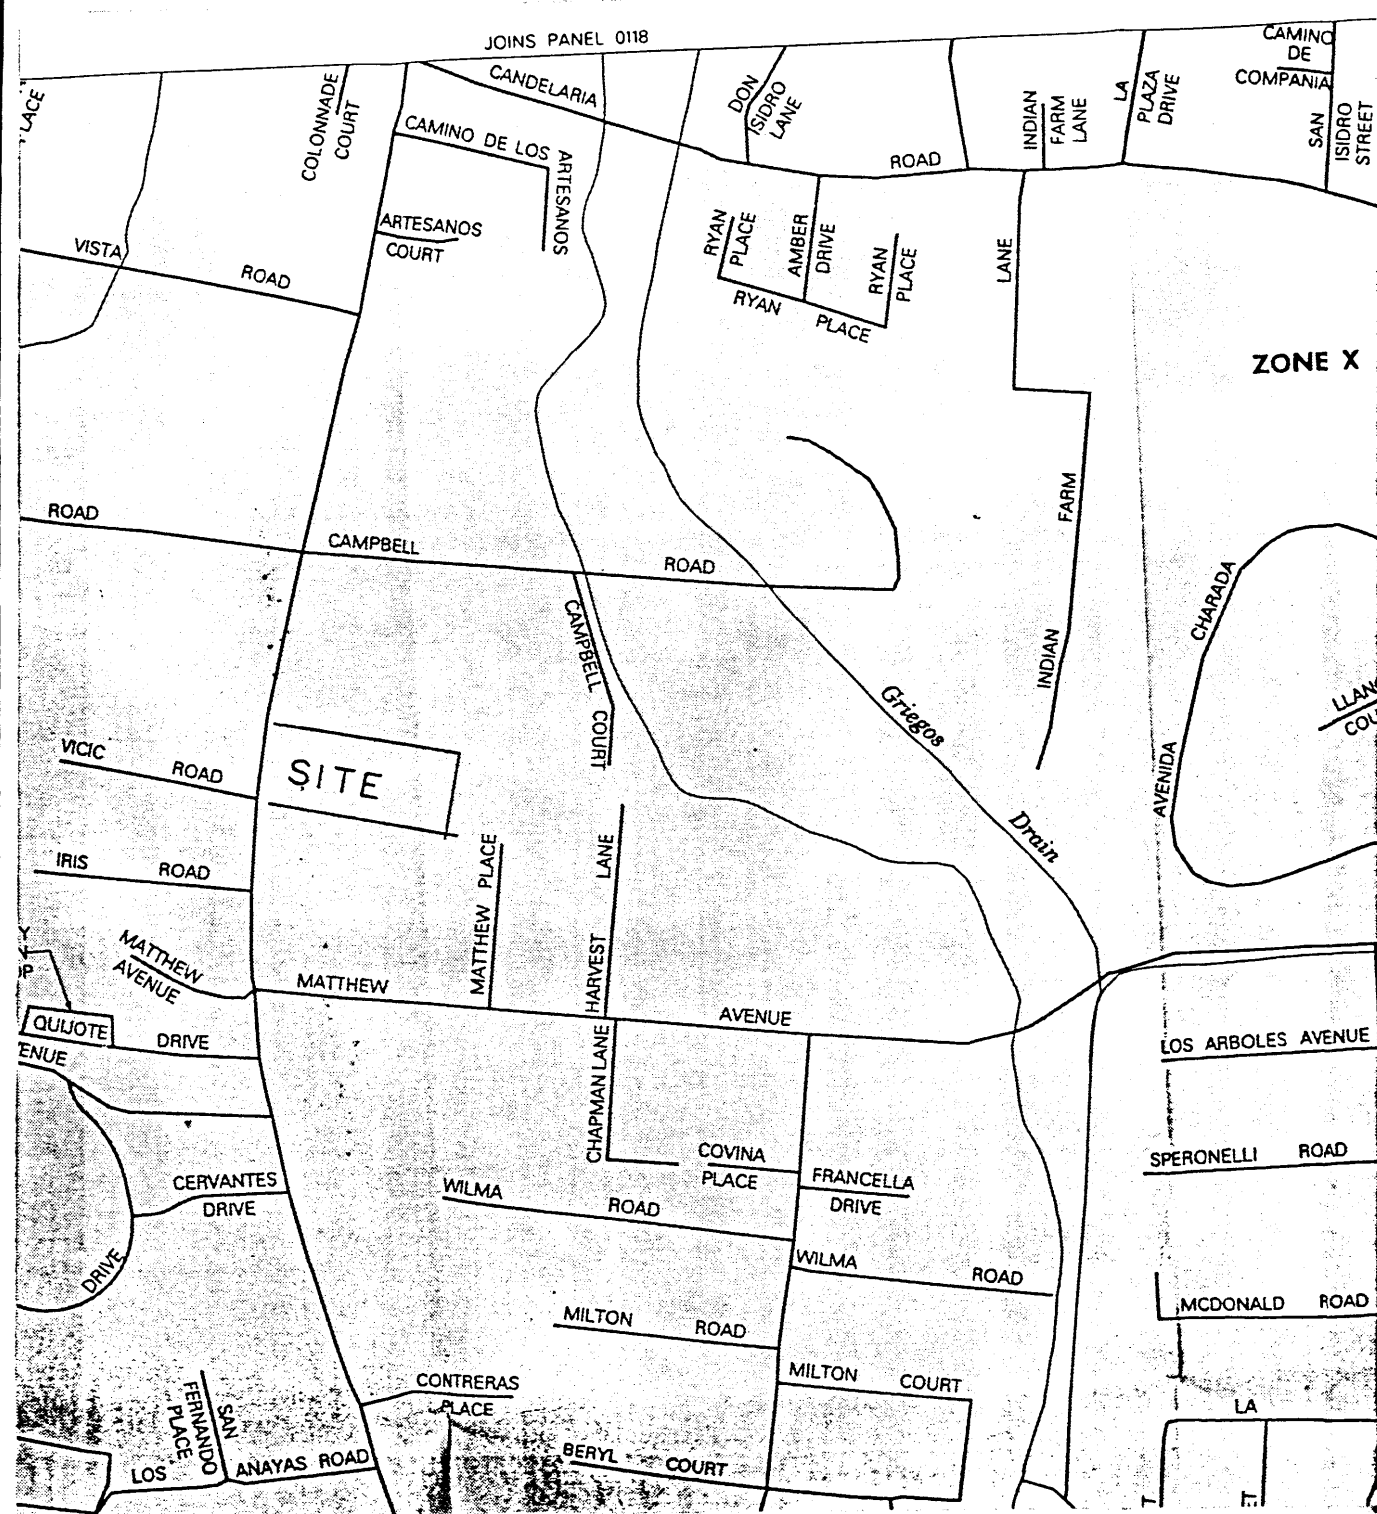 JOINS PANEL 0118
CAMINO
DE
COMPANIA
CANDELARIA
ROAD
DON
ISIDRO
LANE
INDIAN
FARM
LANE
LA
PLAZA
DRIVE
SAN
ISIDRO
STREET
PLACE
COLONNADE
COURT
CAMINO DE LOS
ARTESANOS
ARTESANOS
COURT
VISTA
ROAD
RYAN
PLACE
AMBER
DRIVE
RYAN
PLACE
RYAN PLACE
LANE
ZONE X
FARM
INDIAN
ROAD
CAMPBELL
ROAD
CAMPBELL
COURT
CHARADA
AVENIDA
Griegos
Drain
VICIC ROAD
SITE
IRIS ROAD
MATTHEW PLACE
HARVEST LANE
MATTHEW
AVENUE
MATTHEW
AVENUE
QUIJOTE
DRIVE
CHAPMAN LANE
LOS ARBOLES AVENUE
COVINA
PLACE
FRANCELLA
DRIVE
SPERONELLI ROAD
CERVANTES
DRIVE
DRIVE
WILMA
ROAD
WILMA
ROAD
MCDONALD ROAD
MILTON ROAD
MILTON COURT
CONTRERAS
PLACE
LA
SAN
FERNANDO
PLACE
LOS
ANAYAS ROAD
BERYL COURT